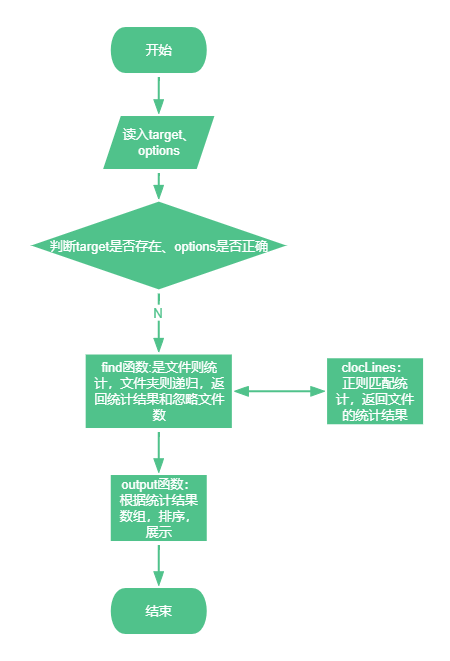 开始
读入target、
options
判断target是否存在、options是否正确
N
find函数:是文件则统
计，文件夹则递归，返
回统计结果和忽略文件
数
clocLines：
正则匹配统
计，返回文件
的统计结果
output函数：
根据统计结果
数组，排序，
展示
结束